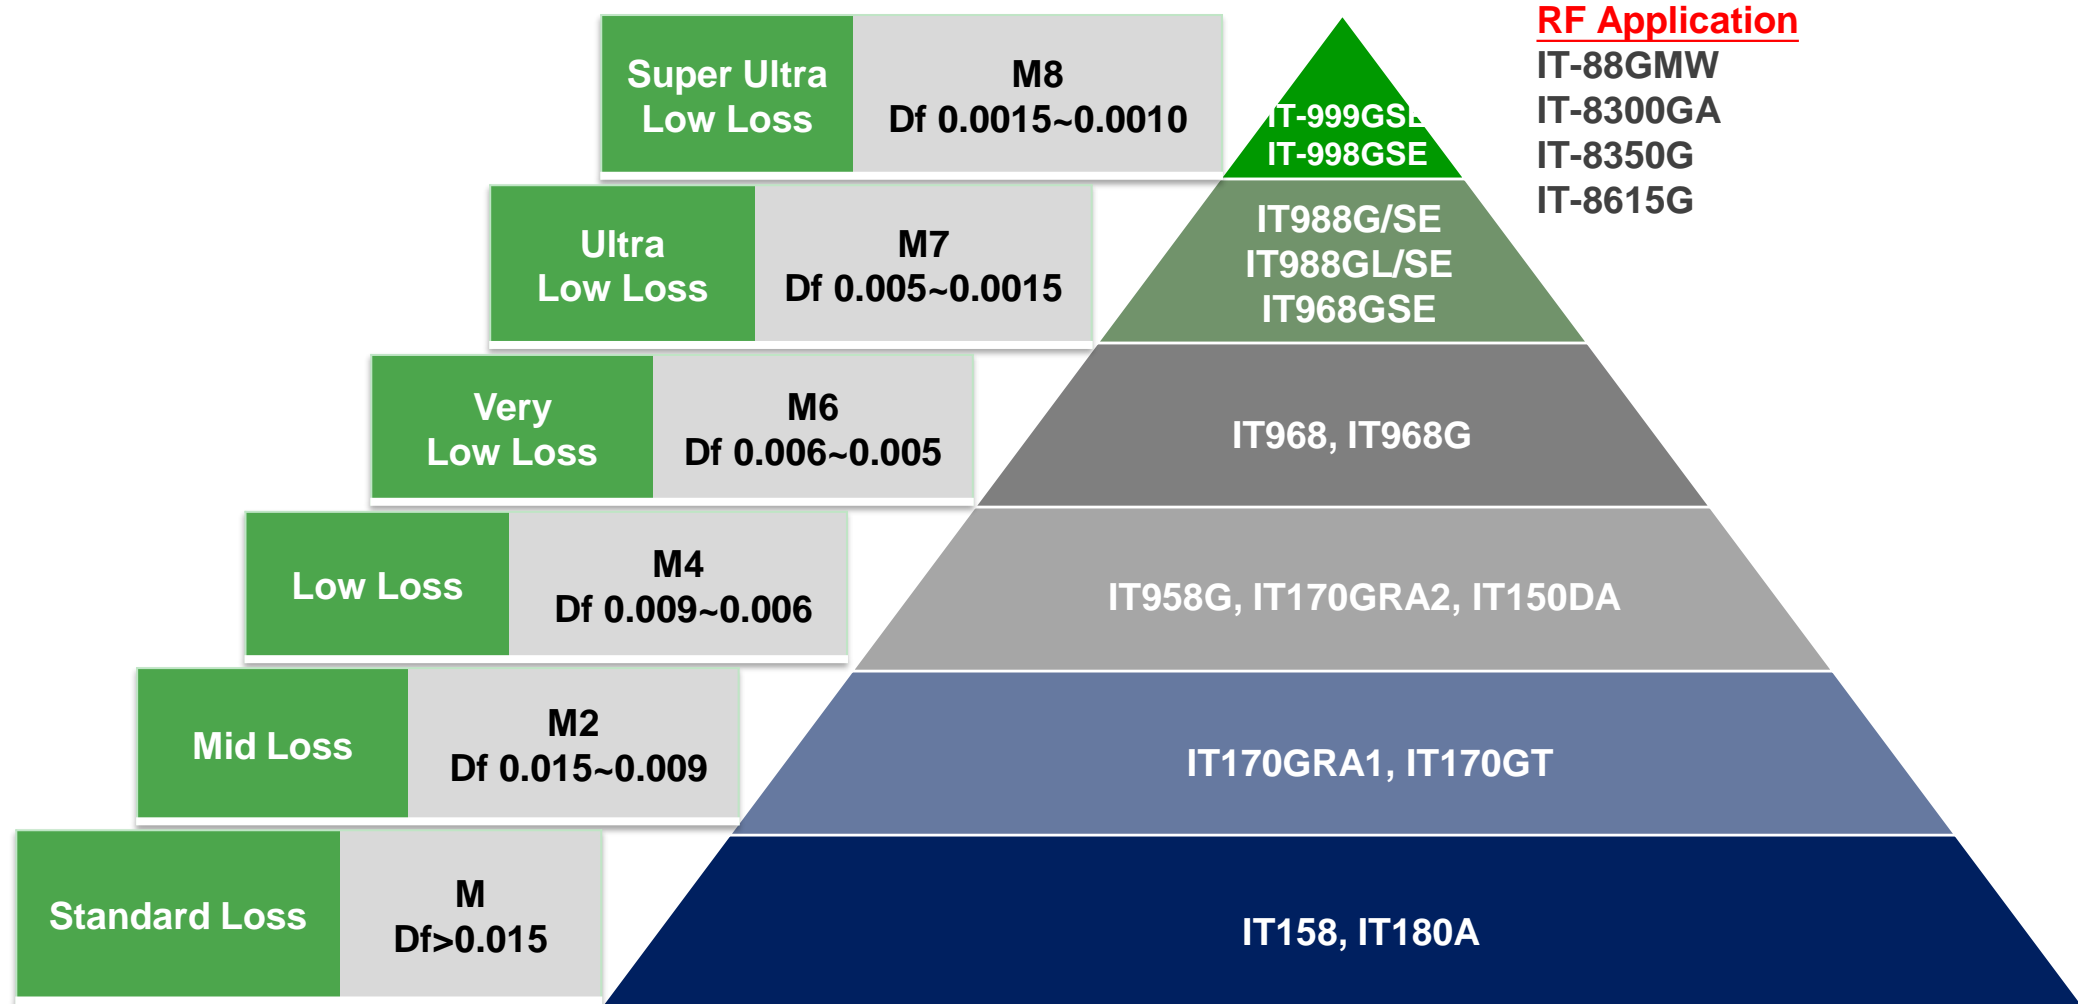 RF Application
IT-88GMW
IT-8300GA
IT-8350G
IT-8615G
Super Ultra
Low Loss
M8
Df 0.0015~0.0010
IT-999GSE
IT-998GSE
Ultra
Low Loss
M7
Df 0.005~0.0015
IT988G/SE
IT988GL/SE
IT968GSE
Very
Low Loss
M6
Df 0.006~0.005
IT968, IT968G
Low Loss
M4
Df 0.009~0.006
IT958G, IT170GRA2, IT150DA
Mid Loss
M2
Df 0.015~0.009
IT170GRA1, IT170GT
Standard Loss
M
Df>0.015
IT158, IT180A